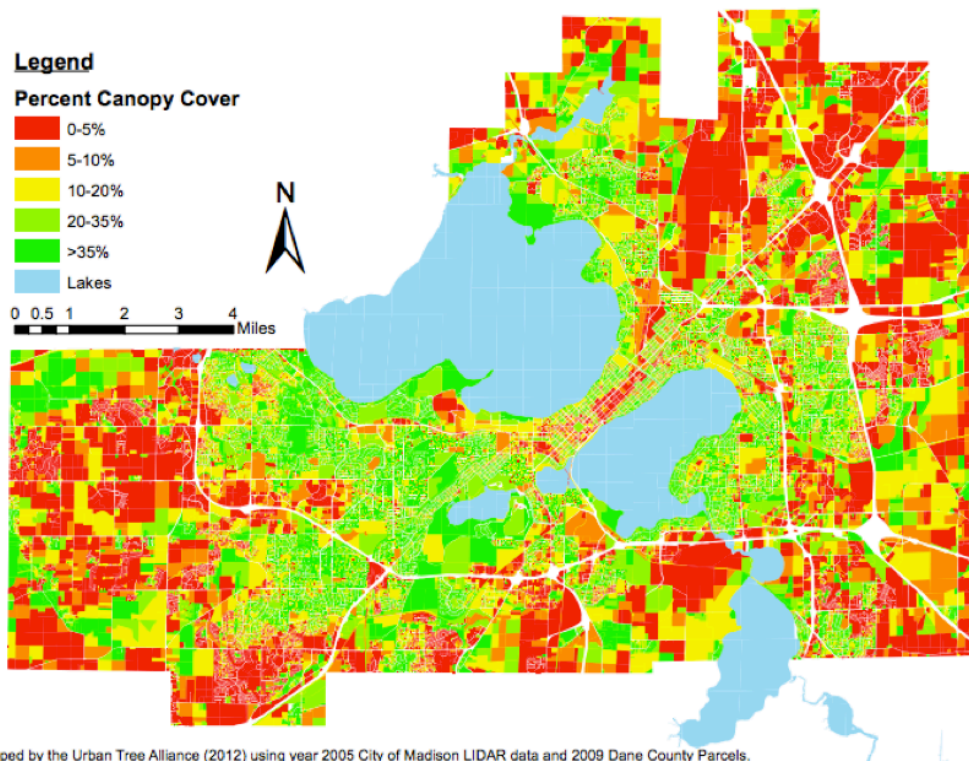 Legend
Percent Canopy Cover
0-5%
5-10%
10-20%
20-35%
>35%
Lakes
N
0 0.5 1 2 3 4
Miles
ped by the Urban Tree Alliance (2012) using year 2005 City of Madison LIDAR data and 2009 Dane County Parcels.